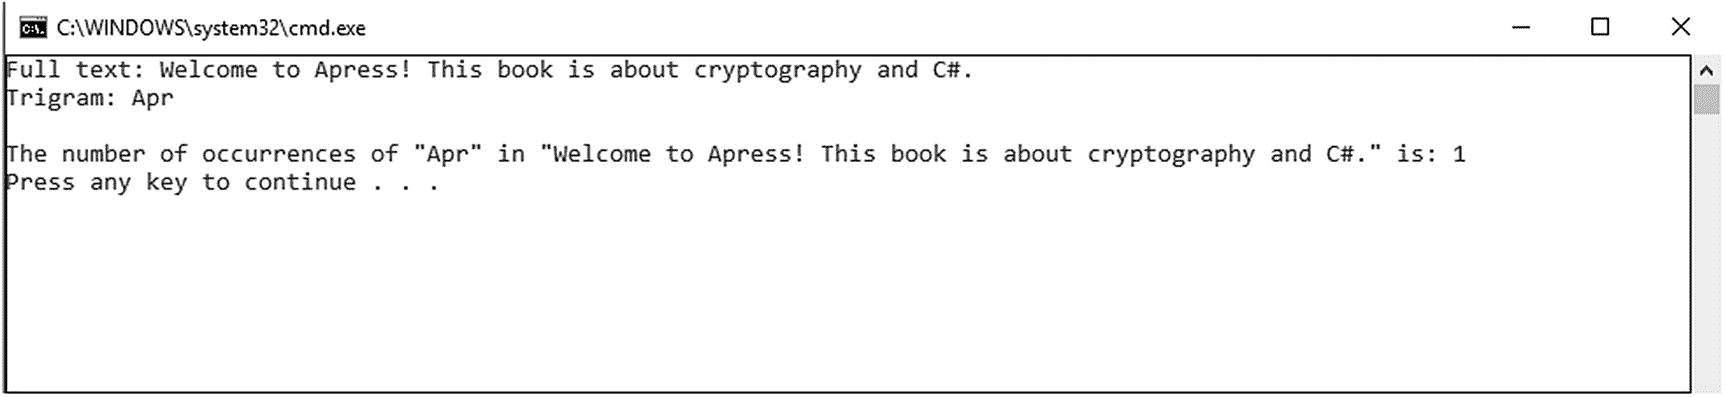 C:\WINDOWS\system32\cmd.exe
Full text: Welcome to Apress! This book is about cryptography and C#.
Trigram: Apr
The number of occurrences of "Apr" in "Welcome to Apress! This book is about cryptography and C#." is: 1
Press any key to continue . . .